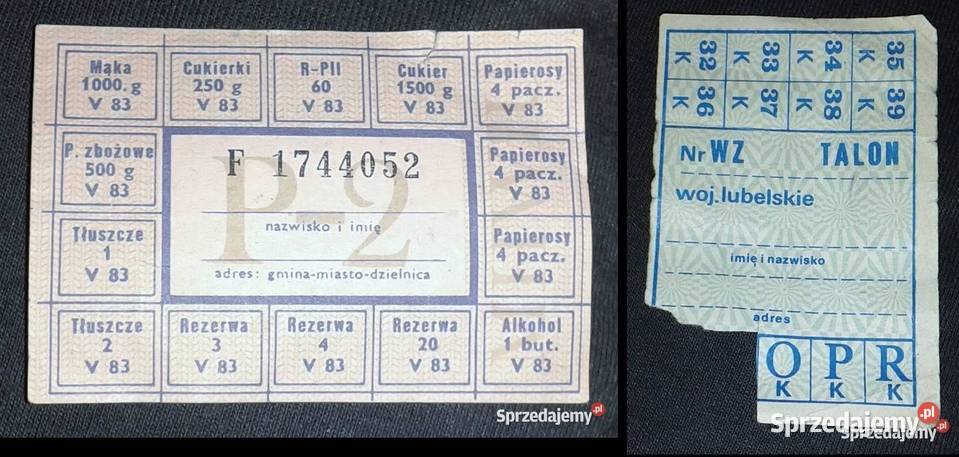 Mąka
1000. g
V 83
Cukierki
250 g
V 83
R-PII
60
V 83
Cukier
1500 g
V 83
Papierosy
4 pacz.
V 83
P. zbożowe
500 g
V 83
F 1744052
P-2
nazwisko i imię
adres: gmina-miasto-dzielnica
Papierosy
4 pacz.
V 83
Tłuszcze
1
V 83
Papierosy
4 pacz.
V 83
Tłuszcze
2
V 83
Rezerwa
3
V 83
Rezerwa
4
V 83
Rezerwa
20
V 83
Alkohol
1 but.
V 83
Sprzedajemy.pl
32 K
33 K
34 K
35 K
36 K
37 K
38 K
39 K
Nr WZ TALON
woj. lubelskie
imię i nazwisko
adres
O K
P K
R K
Sprzedajemy.pl
Sprzedajemy.pl